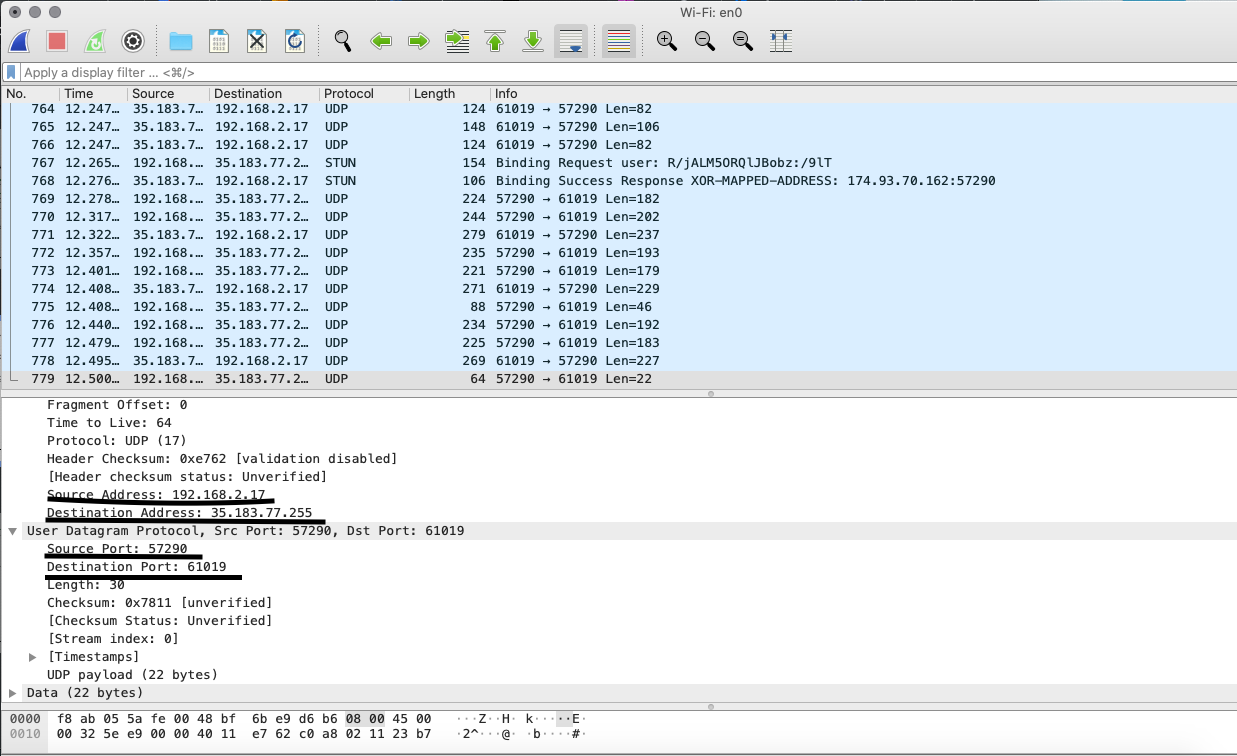 Wi-Fi: en0
Apply a display filter ... <⌘/>
No. Time Source Destination Protocol Length Info
764 12.247… 35.183.7… 192.168.2.17 UDP 124 61019 → 57290 Len=82
765 12.247… 35.183.7… 192.168.2.17 UDP 148 61019 → 57290 Len=106
766 12.247… 35.183.7… 192.168.2.17 UDP 124 61019 → 57290 Len=82
767 12.265… 192.168.… 35.183.77.2… STUN 154 Binding Request user: R/jALM5ORQlJBobz:/9lT
768 12.276… 35.183.7… 192.168.2.17 STUN 106 Binding Success Response XOR-MAPPED-ADDRESS: 174.93.70.162:57290
769 12.278… 192.168.… 35.183.77.2… UDP 224 57290 → 61019 Len=182
770 12.317… 192.168.… 35.183.77.2… UDP 244 57290 → 61019 Len=202
771 12.322… 35.183.7… 192.168.2.17 UDP 279 61019 → 57290 Len=237
772 12.357… 192.168.… 35.183.77.2… UDP 235 57290 → 61019 Len=193
773 12.401… 192.168.… 35.183.77.2… UDP 221 57290 → 61019 Len=179
774 12.408… 35.183.7… 192.168.2.17 UDP 271 61019 → 57290 Len=229
775 12.408… 192.168.… 35.183.77.2… UDP 88 57290 → 61019 Len=46
776 12.440… 192.168.… 35.183.77.2… UDP 234 57290 → 61019 Len=192
777 12.479… 192.168.… 35.183.77.2… UDP 225 57290 → 61019 Len=183
778 12.495… 35.183.7… 192.168.2.17 UDP 269 61019 → 57290 Len=227
779 12.500… 192.168.… 35.183.77.2… UDP 64 57290 → 61019 Len=22
Fragment Offset: 0
Time to Live: 64
Protocol: UDP (17)
Header Checksum: 0xe762 [validation disabled]
[Header checksum status: Unverified]
Source Address: 192.168.2.17
Destination Address: 35.183.77.255
User Datagram Protocol, Src Port: 57290, Dst Port: 61019
Source Port: 57290
Destination Port: 61019
Length: 30
Checksum: 0x7811 [unverified]
[Checksum Status: Unverified]
[Stream index: 0]
[Timestamps]
UDP payload (22 bytes)
Data (22 bytes)
0000 f8 ab 05 5a fe 00 48 bf 6b e9 d6 b6 08 00 45 00 ···Z··H· k·····E·
0010 00 32 5e e9 00 00 40 11 e7 62 c0 a8 02 11 23 b7 ·2^···@· ·b····#·